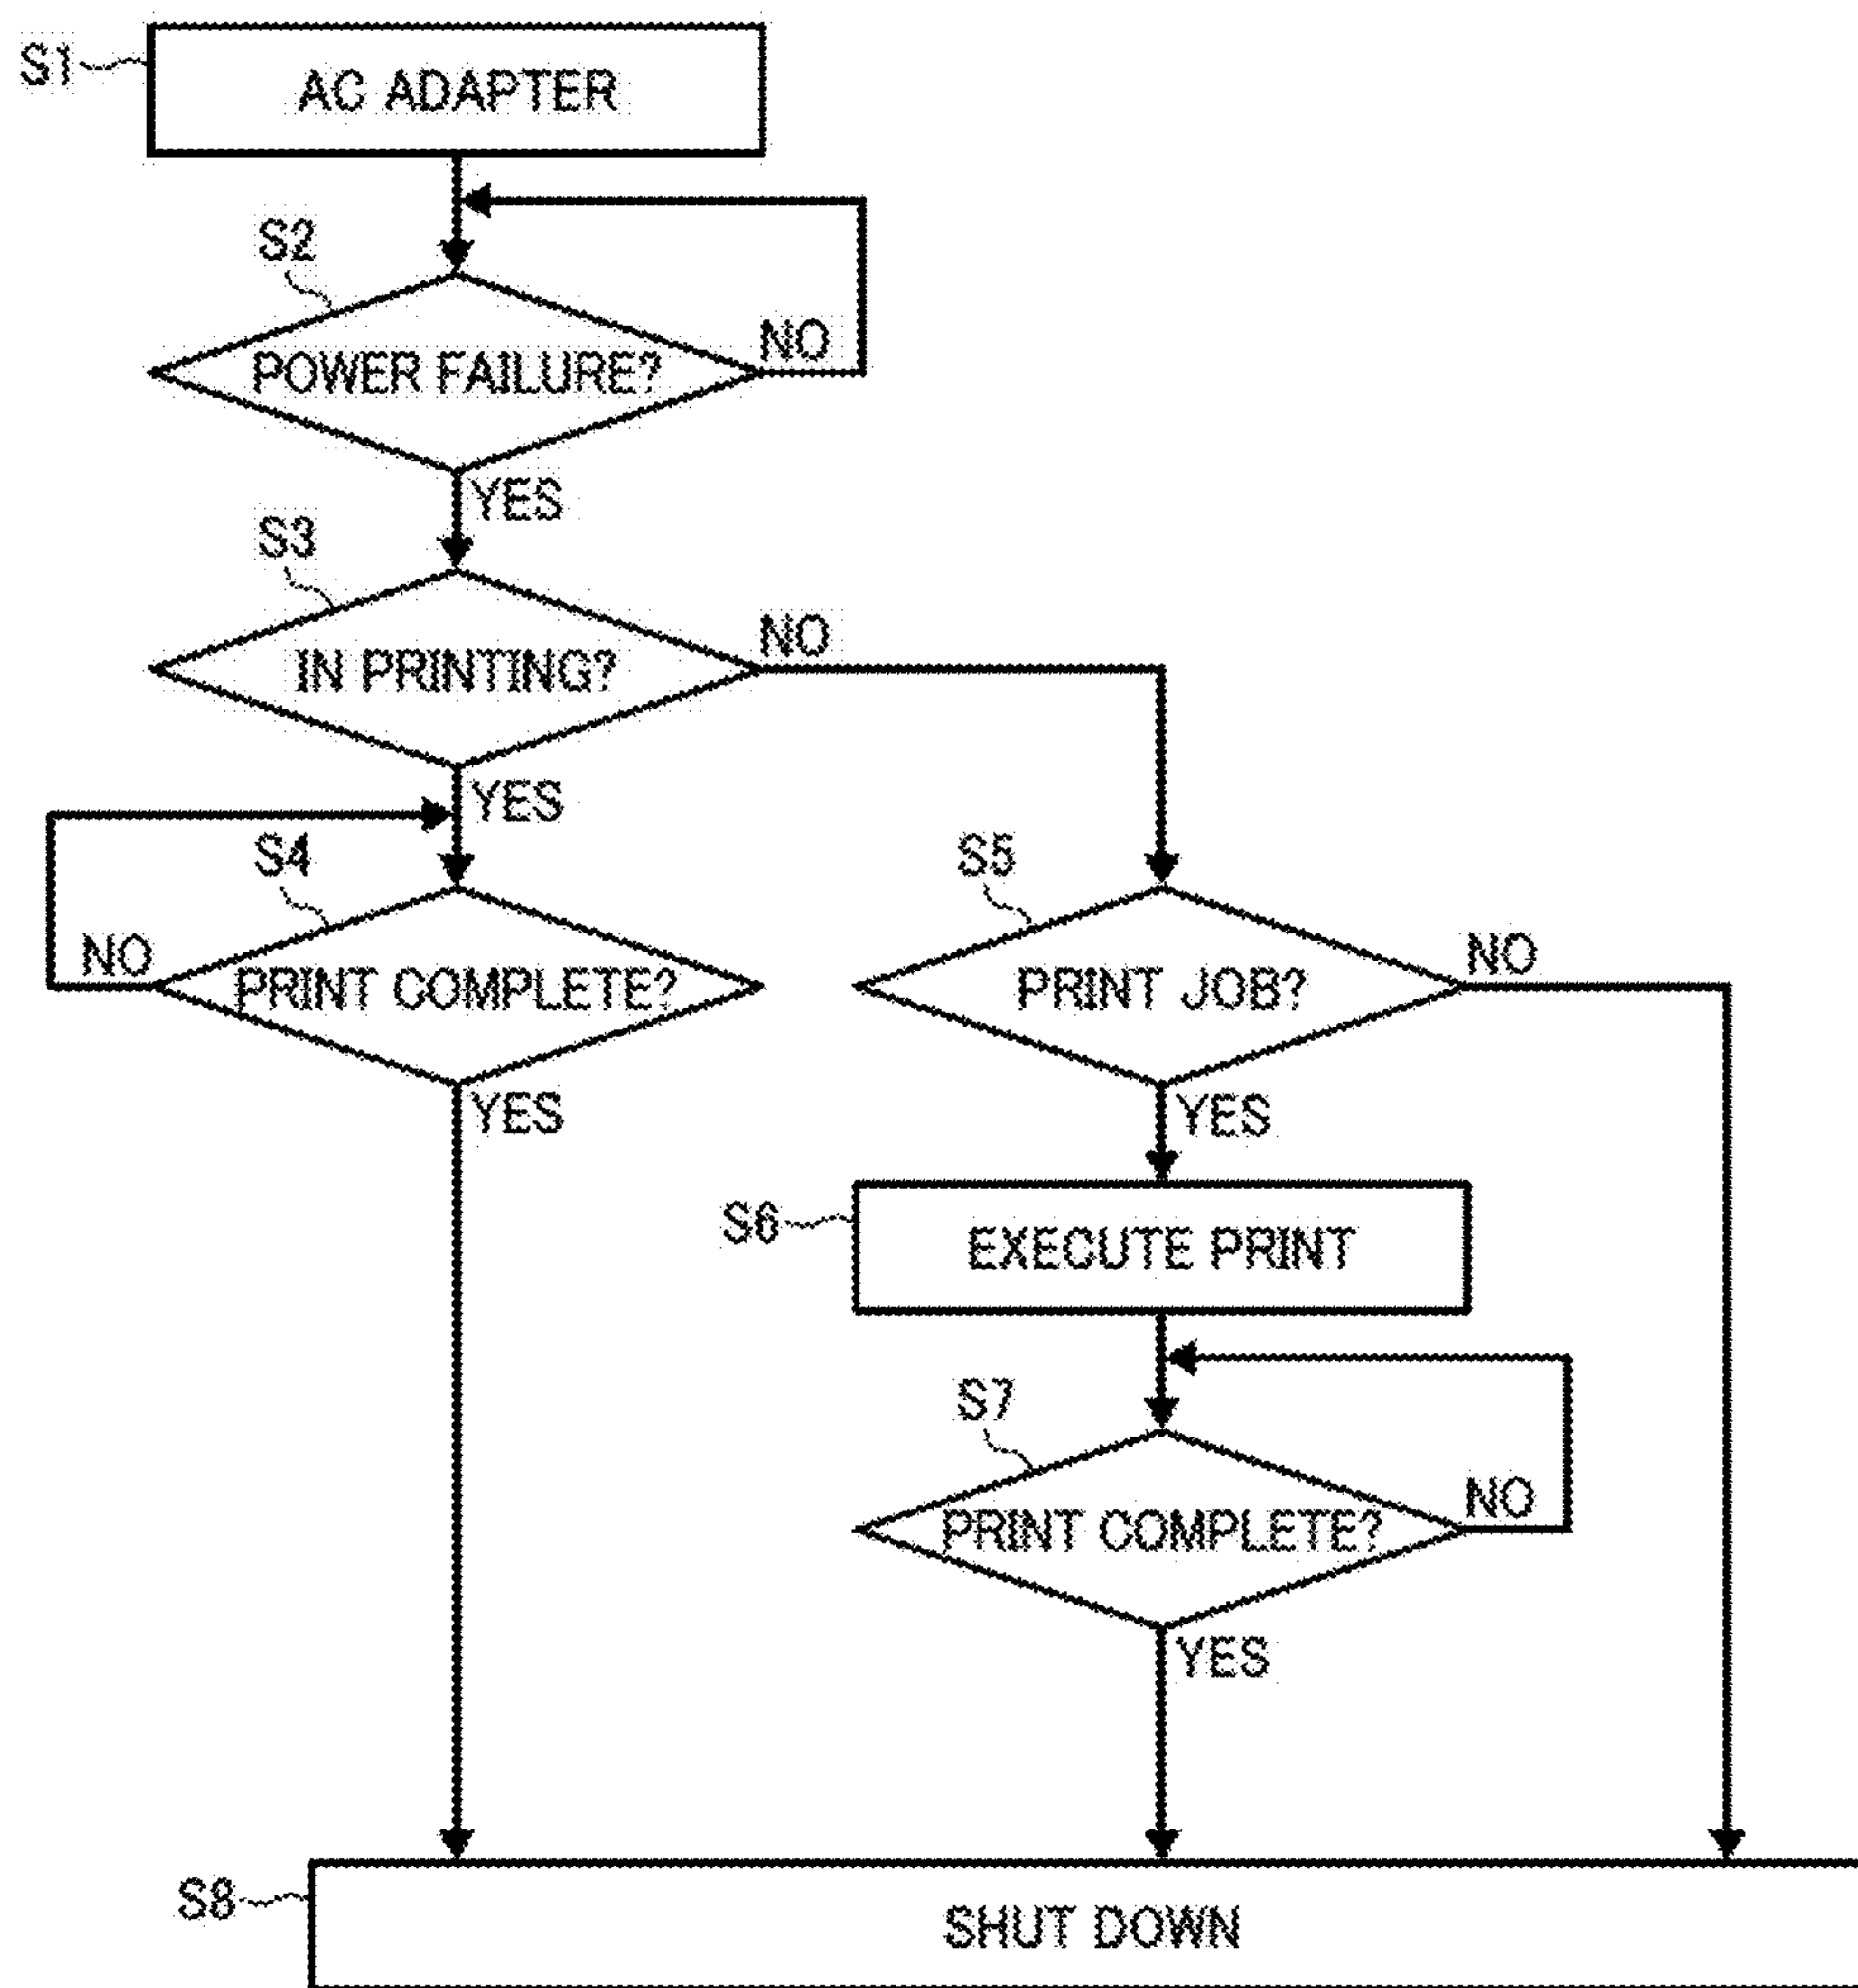 S1
AC ADAPTER
S2
POWER FAILURE?
NO
YES
S3
IN PRINTING?
NO
YES
S4
PRINT COMPLETE?
NO
YES
S5
PRINT JOB?
NO
YES
S6
EXECUTE PRINT
S7
PRINT COMPLETE?
NO
YES
S8
SHUT DOWN